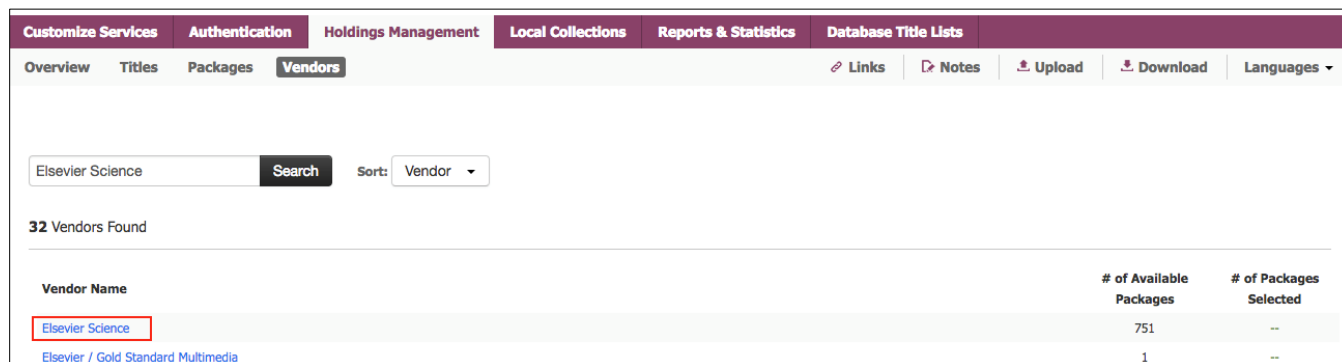 Customize Services Authentication Holdings Management Local Collections Reports & Statistics Database Title Lists
Overview Titles Packages Vendors Links Notes Upload Download Languages
Elsevier Science Search Sort: Vendor
32 Vendors Found
Vendor Name # of Available Packages # of Packages Selected
Elsevier Science 751 --
Elsevier / Gold Standard Multimedia 1 --